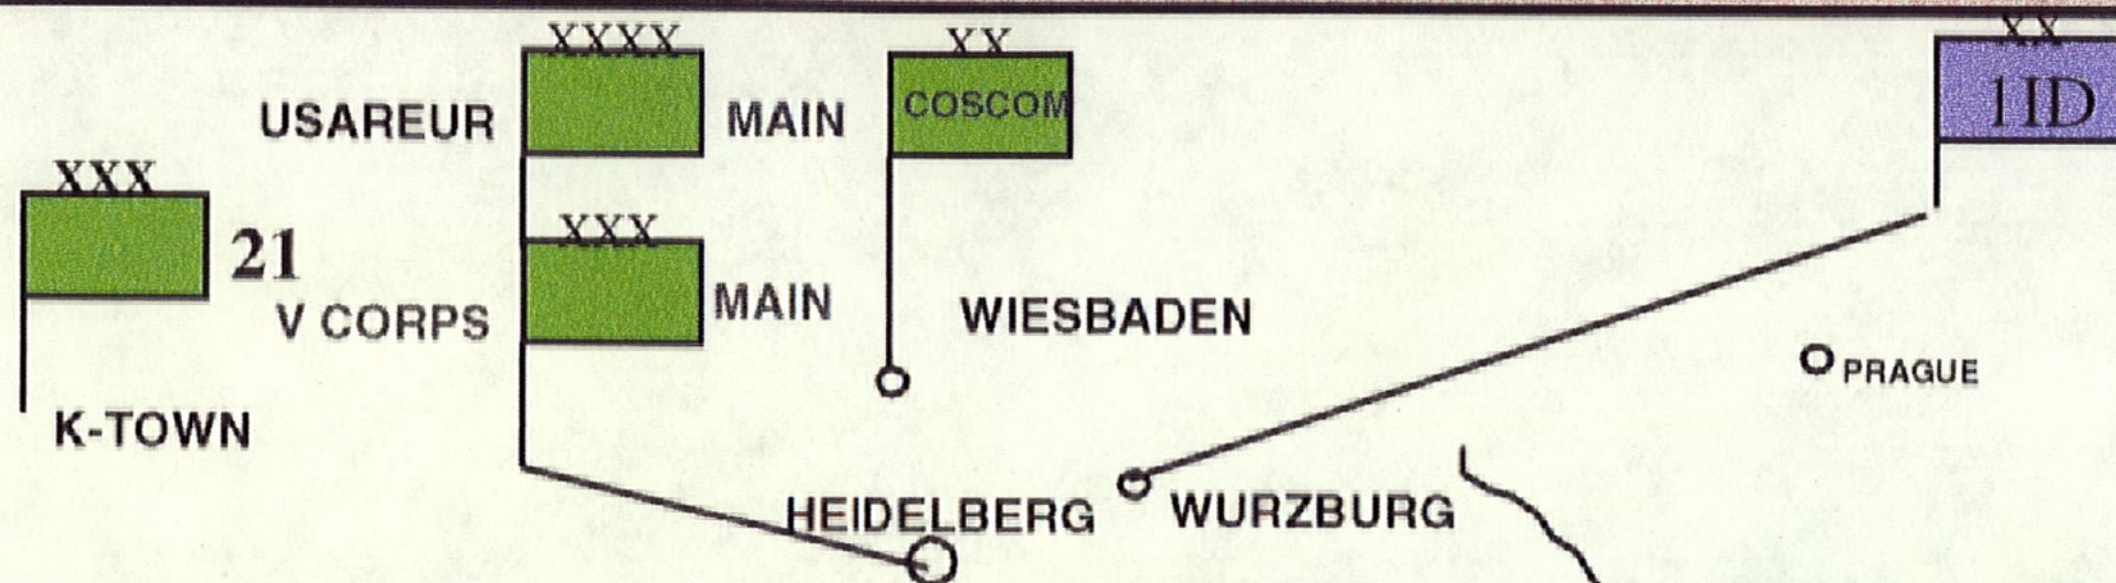 XXXX
USAREUR
MAIN
XX
COSCOM
XX
1ID
XXX
21
XXX
V CORPS
MAIN
WIESBADEN
K-TOWN
PRAGUE
HEIDELBERG
WURZBURG